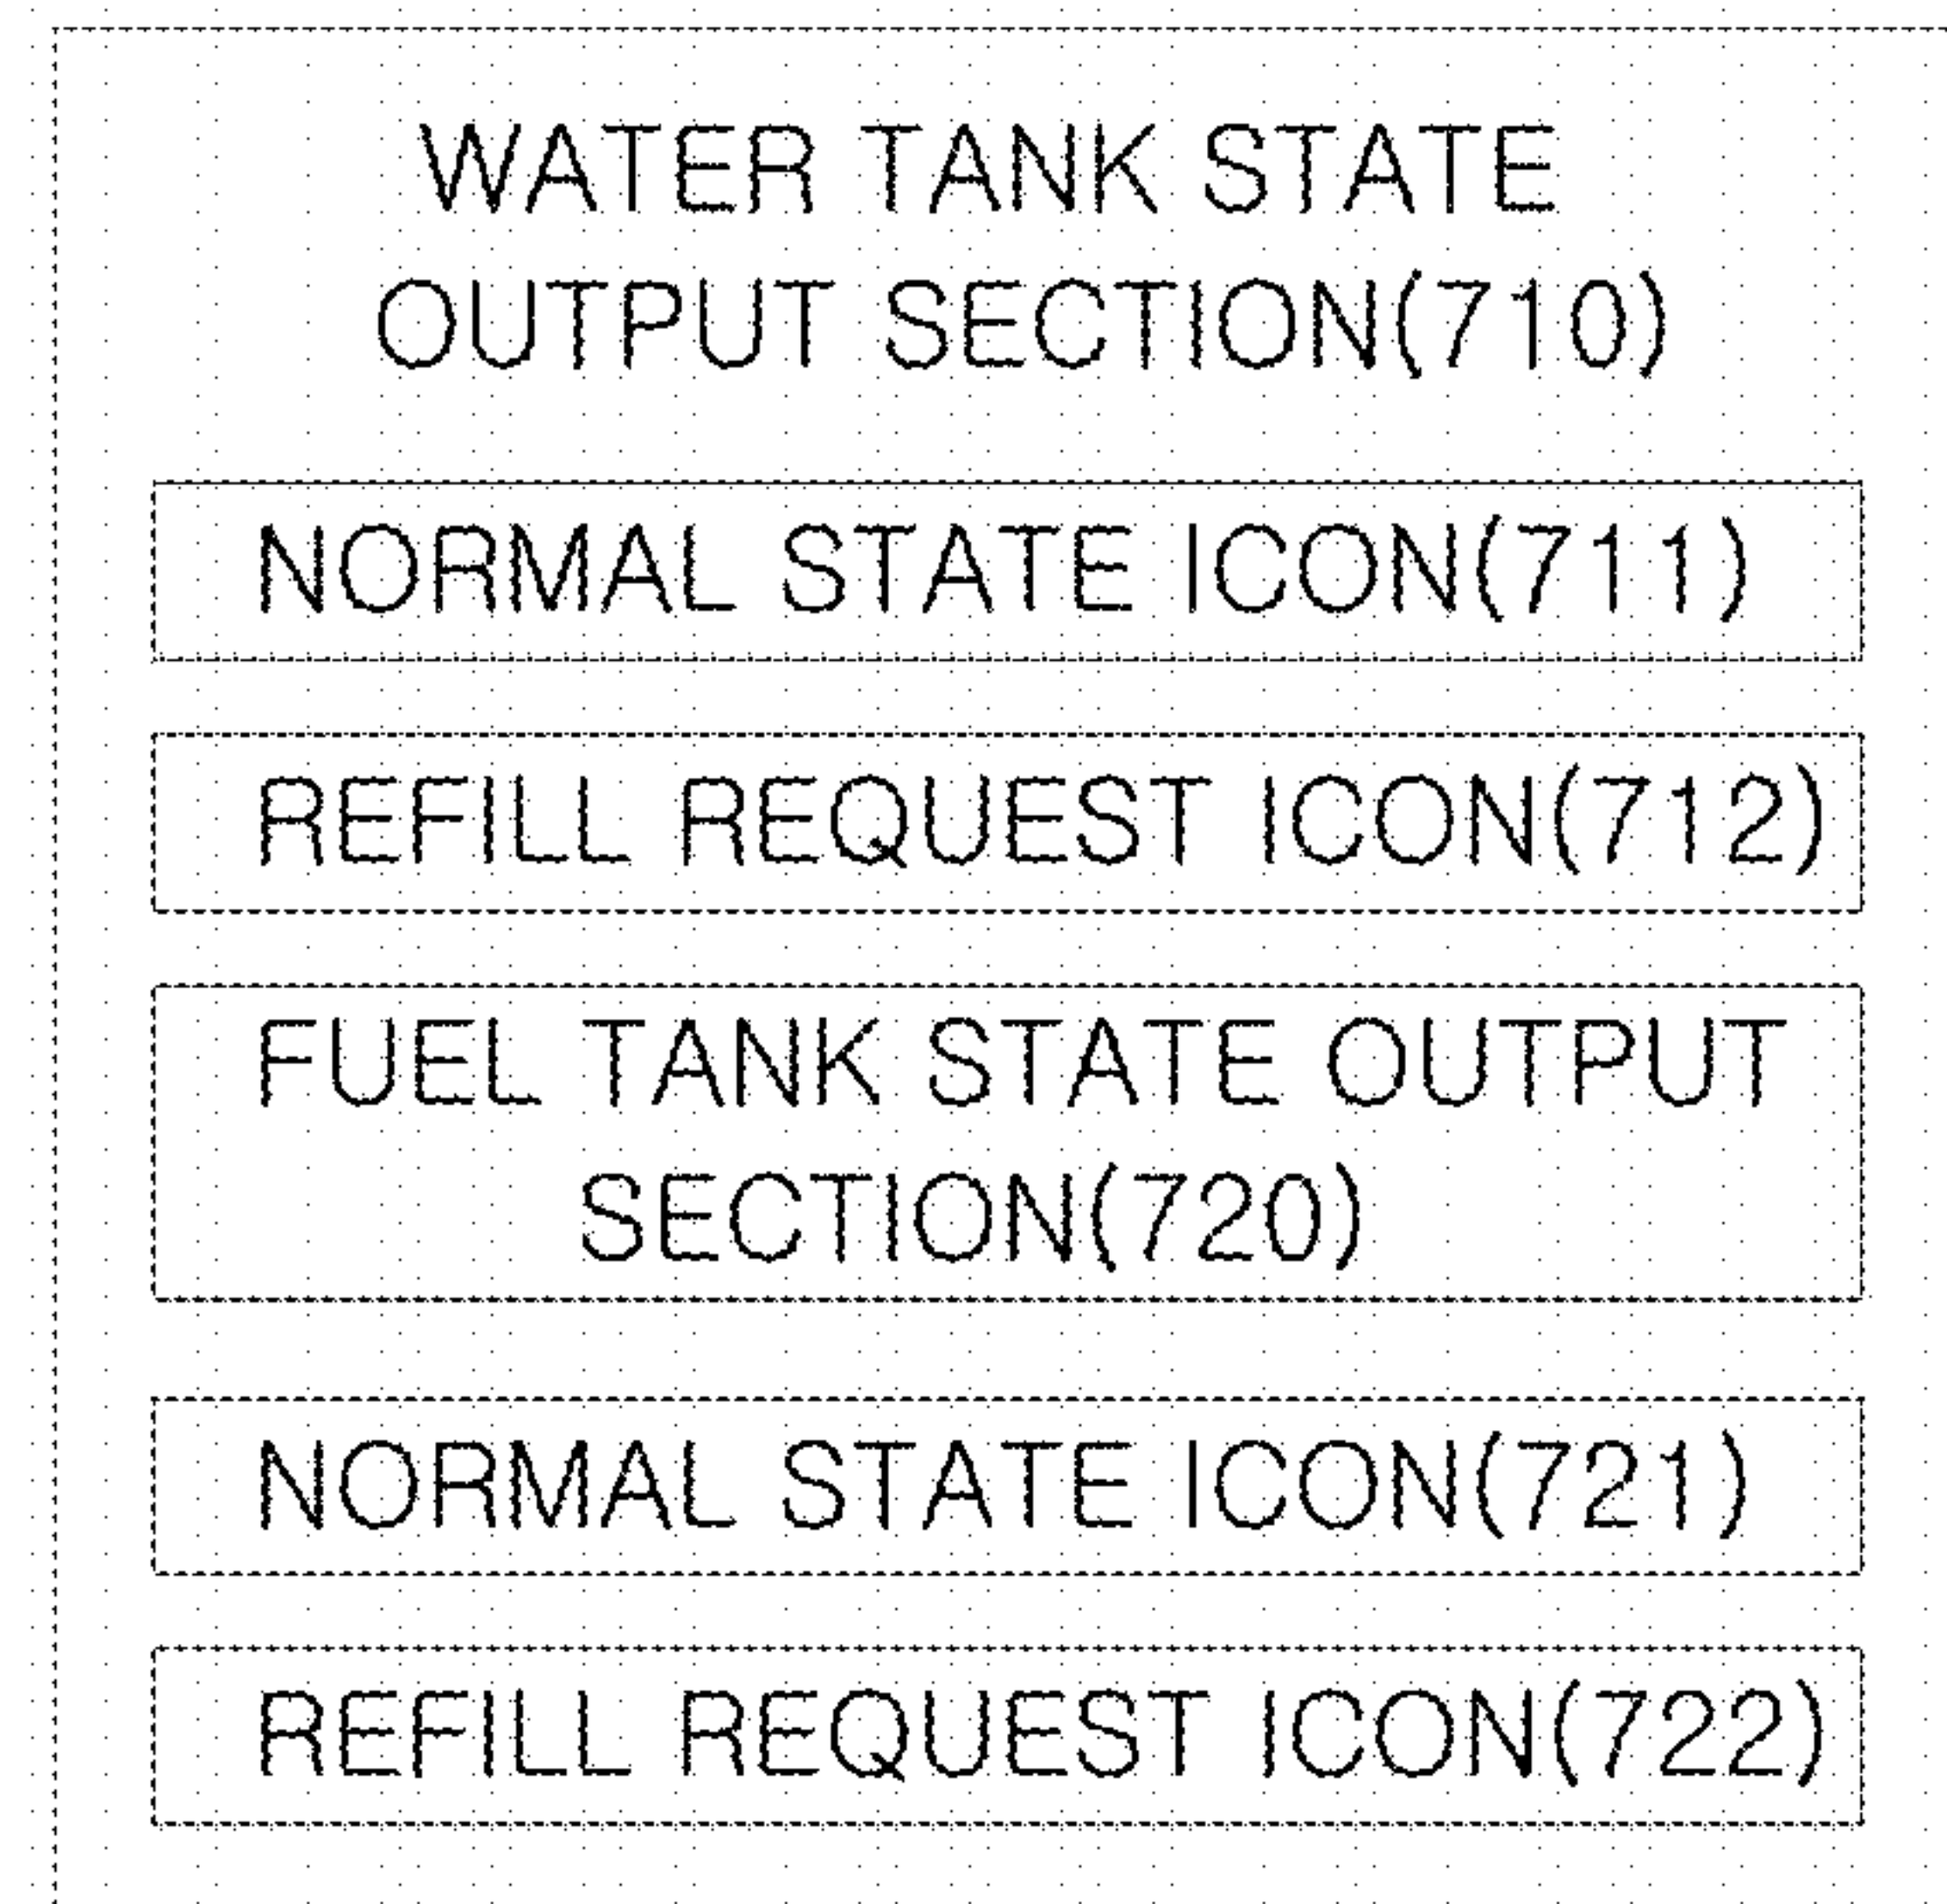 WATER TANK STATE
OUTPUT SECTION(710)
NORMAL STATE ICON(711)
REFILL REQUEST ICON(712)
FUEL TANK STATE OUTPUT
SECTION(720)
NORMAL STATE ICON(721)
REFILL REQUEST ICON(722)